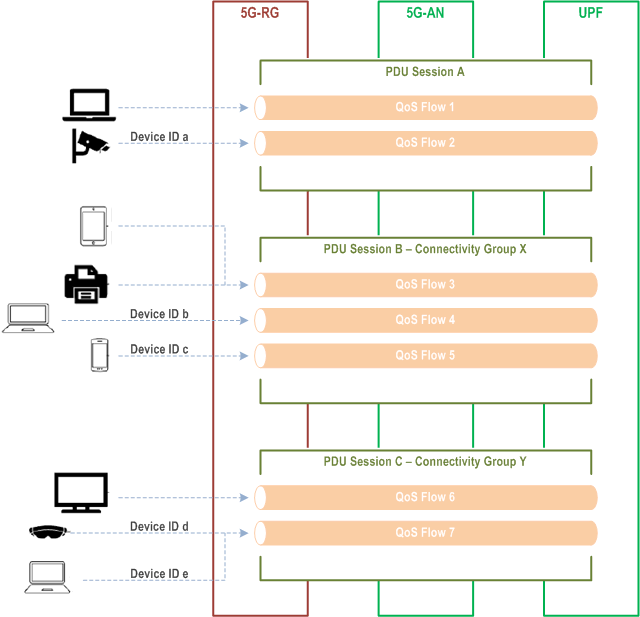 5G-RG
5G-AN
UPF
PDU Session A
QoS Flow 1
Device ID a
QoS Flow 2
PDU Session B – Connectivity Group X
QoS Flow 3
Device ID b
QoS Flow 4
Device ID c
QoS Flow 5
PDU Session C – Connectivity Group Y
QoS Flow 6
Device ID d
QoS Flow 7
Device ID e